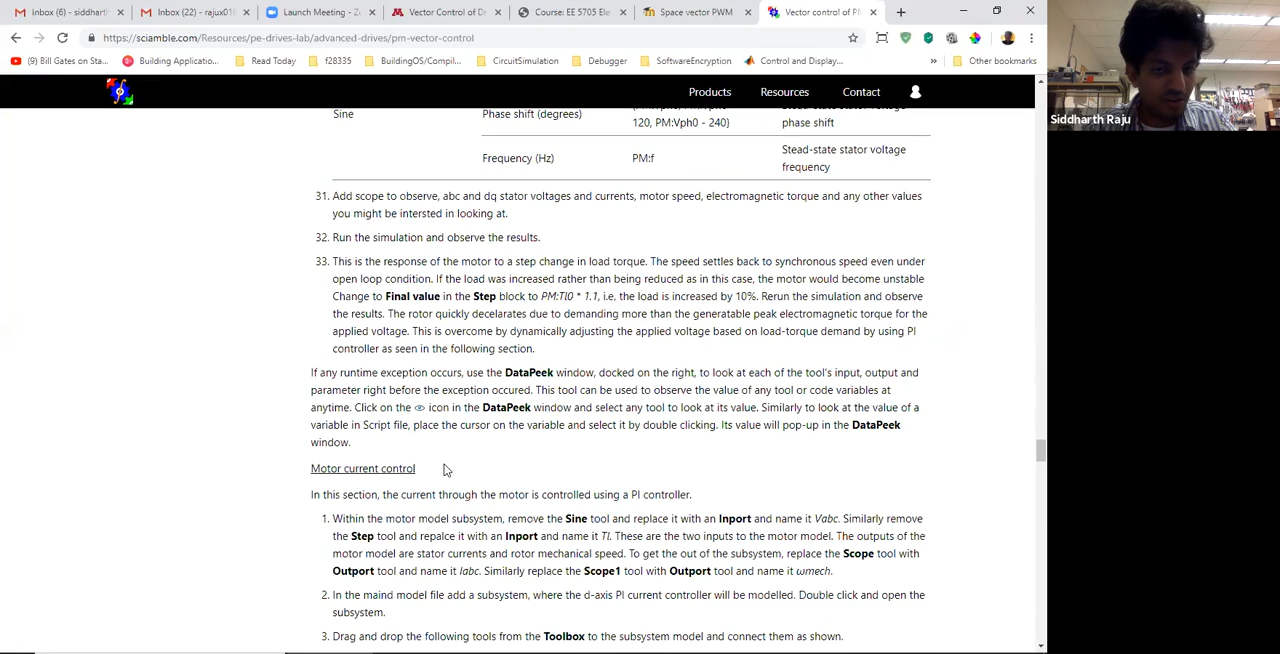 inbox (6) - siddhart
Inbox (22) - rajux01
Launch Meeting - Z
Vector Control of D
Course: EE 5705 Ele
Space vector PWM
Vector control of PM
https://sciamble.com/Resources/pe-drives-lab/advanced-drives/pm-vector-control
(9) Bill Gates on Sta...
Building Applicatio...
Read Today
f28335
BuildingOS/Compil...
CircuitSimulation
Debugger
SoftwareEncryption
Control and Display...
Other bookmarks
Products
Resources
Contact
Siddharth Raju
Sine
Phase shift (degrees)
120, PM:Vph0 - 240)
phase shift
Frequency (Hz)
PM:f
Stead-state stator voltage
frequency
31. Add scope to observe, abc and dq stator voltages and currents, motor speed, electromagnetic torque and any other values
you might be intersted in looking at.
32. Run the simulation and observe the results.
33. This is the response of the motor to a step change in load torque. The speed settles back to synchronous speed even under
open loop condition. If the load was increased rather than being reduced as in this case, the motor would become unstable
Change to Final value in the Step block to PM:Tl0 * 1.1, i.e, the load is increased by 10%. Rerun the simulation and observe
the results. The rotor quickly decelarates due to demanding more than the generatable peak electromagnetic torque for the
applied voltage. This is overcome by dynamically adjusting the applied voltage based on load-torque demand by using PI
controller as seen in the following section.
If any runtime exception occurs, use the DataPeek window, docked on the right, to look at each of the tool's input, output and
parameter right before the exception occured. This tool can be used to observe the value of any tool or code variables at
anytime. Click on the icon in the DataPeek window and select any tool to look at its value. Similarly to look at the value of a
variable in Script file, place the cursor on the variable and select it by double clicking. Its value will pop-up in the DataPeek
window.
Motor current control
In this section, the current through the motor is controlled using a PI controller.
1. Within the motor model subsystem, remove the Sine tool and replace it with an Inport and name it Vabc. Similarly remove
the Step tool and repalce it with an Inport and name it Tl. These are the two inputs to the motor model. The outputs of the
motor model are stator currents and rotor mechanical speed. To get the out of the subsystem, replace the Scope tool with
Outport tool and name it Iabc. Similarly replace the Scope1 tool with Outport tool and name it ωmech.
2. In the maind model file add a subsystem, where the d-axis PI current controller will be modelled. Double click and open the
subsystem.
3. Drag and drop the following tools from the Toolbox to the subsystem model and connect them as shown.